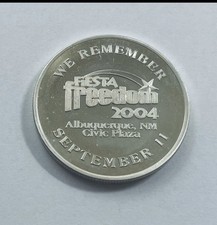 WE REMEMBER
FIESTA
freedom
2004
Albuquerque, NM
Civic Plaza
SEPTEMBER 11